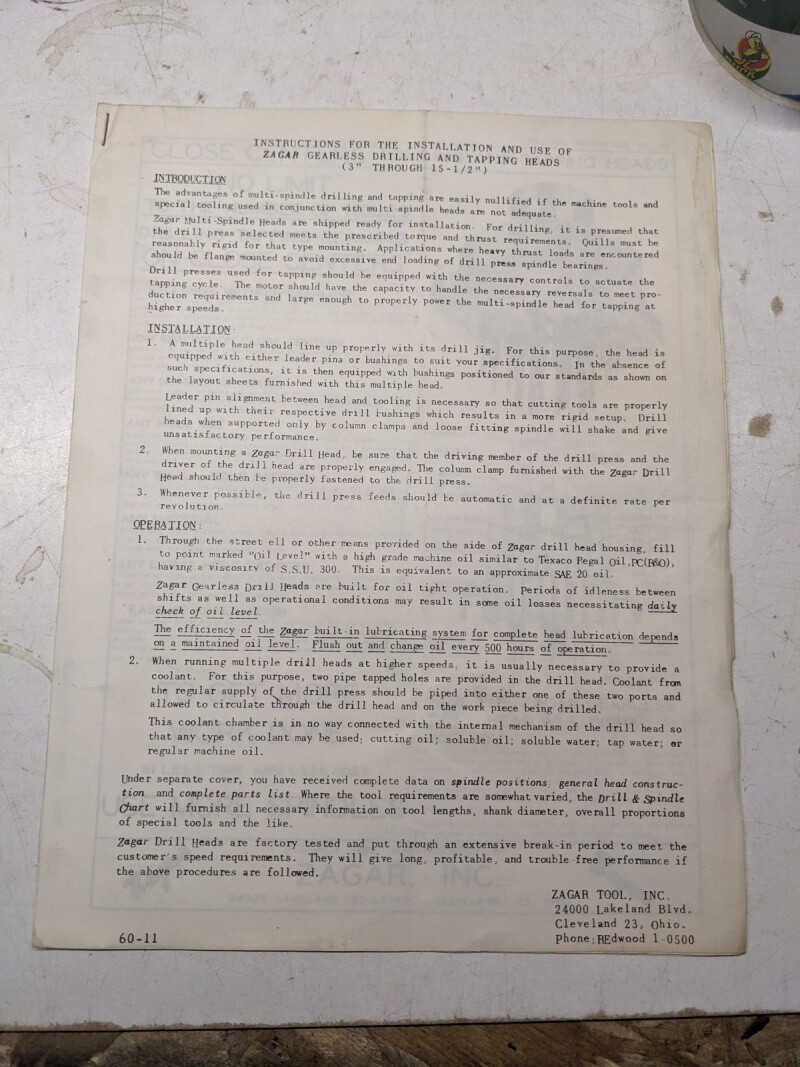 INSTRUCTIONS FOR THE INSTALLATION AND USE OF
ZAGAR GEARLESS DRILLING AND TAPPING HEADS
(3" THROUGH 15-1/2")
INTRODUCTION
The advantages of multi-spindle drilling and tapping are easily nullified if the machine tools and
special tooling used in conjunction with multi-spindle heads are not adequate.
Zagar Multi-Spindle Heads are shipped ready for installation. For drilling, it is presumed that
the drill press selected meets the prescribed torque and thrust requirements. Quills must be
reasonably rigid for that type mounting. Applications where heavy thrust loads are encountered
should be flange mounted to avoid excessive end loading of drill press spindle bearings.
Drill presses used for tapping should be equipped with the necessary controls to actuate the
tapping cycle. The motor should have the capacity to handle the necessary reversals to meet pro-
duction requirements and large enough to properly power the multi-spindle head for tapping at
higher speeds.
INSTALLATION:
1. A multiple head should line up properly with its drill jig. For this purpose, the head is
equipped with either leader pins or bushings to suit your specifications. In the absence of
such specifications, it is then equipped with bushings positioned to our standards as shown on
the layout sheets furnished with this multiple head.
Leader pin alignment between head and tooling is necessary so that cutting tools are properly
lined up with their respective drill bushings which results in a more rigid setup. Drill
heads when supported only by column clamps and loose fitting spindle will shake and give
unsatisfactory performance.
2. When mounting a Zagar Drill Head, be sure that the driving member of the drill press and the
driver of the drill head are properly engaged. The column clamp furnished with the Zagar Drill
Head should then be properly fastened to the drill press.
3. Whenever possible, the drill press feeds should be automatic and at a definite rate per
revolution.
OPERATION:
1. Through the street ell or other means provided on the side of Zagar drill head housing, fill
to point marked "Oil Level" with a high grade machine oil similar to Texaco Regal Oil,PC(R&O),
having a viscosity of S.S.U. 300. This is equivalent to an approximate SAE 20 oil.
Zagar Gearless Drill Heads are built for oil tight operation. Periods of idleness between
shifts as well as operational conditions may result in some oil losses necessitating daily
check of oil level.
The efficiency of the Zagar built-in lubricating system for complete head lubrication depends
on a maintained oil level. Flush out and change oil every 500 hours of operation.
2. When running multiple drill heads at higher speeds, it is usually necessary to provide a
coolant. For this purpose, two pipe tapped holes are provided in the drill head. Coolant from
the regular supply of the drill press should be piped into either one of these two ports and
allowed to circulate through the drill head and on the work piece being drilled.
This coolant chamber is in no way connected with the internal mechanism of the drill head so
that any type of coolant may be used; cutting oil; soluble oil; soluble water; tap water; or
regular machine oil.
Under separate cover, you have received complete data on spindle positions, general head construc-
tion and complete parts list. Where the tool requirements are somewhat varied, the Drill & Spindle
Chart will furnish all necessary information on tool lengths, shank diameter, overall proportions
of special tools and the like.
Zagar Drill Heads are factory tested and put through an extensive break-in period to meet the
customer's speed requirements. They will give long, profitable, and trouble free performance if
the above procedures are followed.
ZAGAR TOOL, INC.
24000 Lakeland Blvd.
Cleveland 23, Ohio.
Phone:REdwood 1-0500
60-11